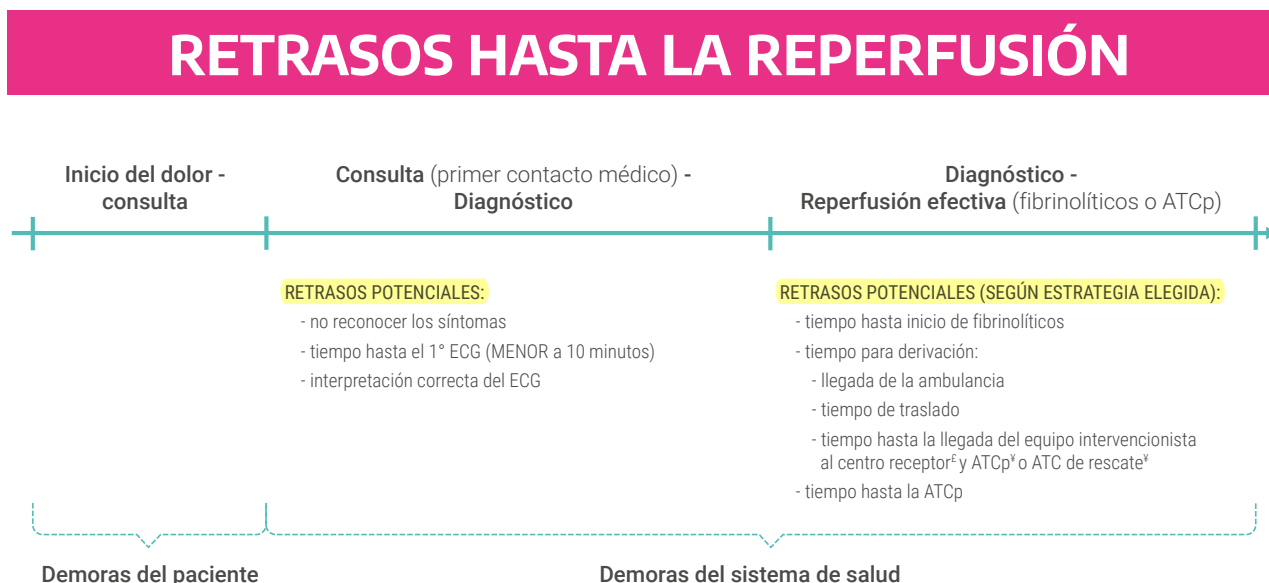 RETRASOS HASTA LA REPERFUSIÓN
Inicio del dolor -
consulta
Consulta (primer contacto médico) -
Diagnóstico
Diagnóstico -
Reperfusión efectiva (fibrinolíticos o ATCp)
RETRASOS POTENCIALES:
- no reconocer los síntomas
- tiempo hasta el 1° ECG (MENOR a 10 minutos)
- interpretación correcta del ECG
RETRASOS POTENCIALES (SEGÚN ESTRATEGIA ELEGIDA):
- tiempo hasta inicio de fibrinolíticos
- tiempo para derivación:
- llegada de la ambulancia
- tiempo de traslado
- tiempo hasta la llegada del equipo intervencionista
al centro receptor£ y ATCp¥ o ATC de rescate¥
- tiempo hasta la ATCp
Demoras del paciente
Demoras del sistema de salud